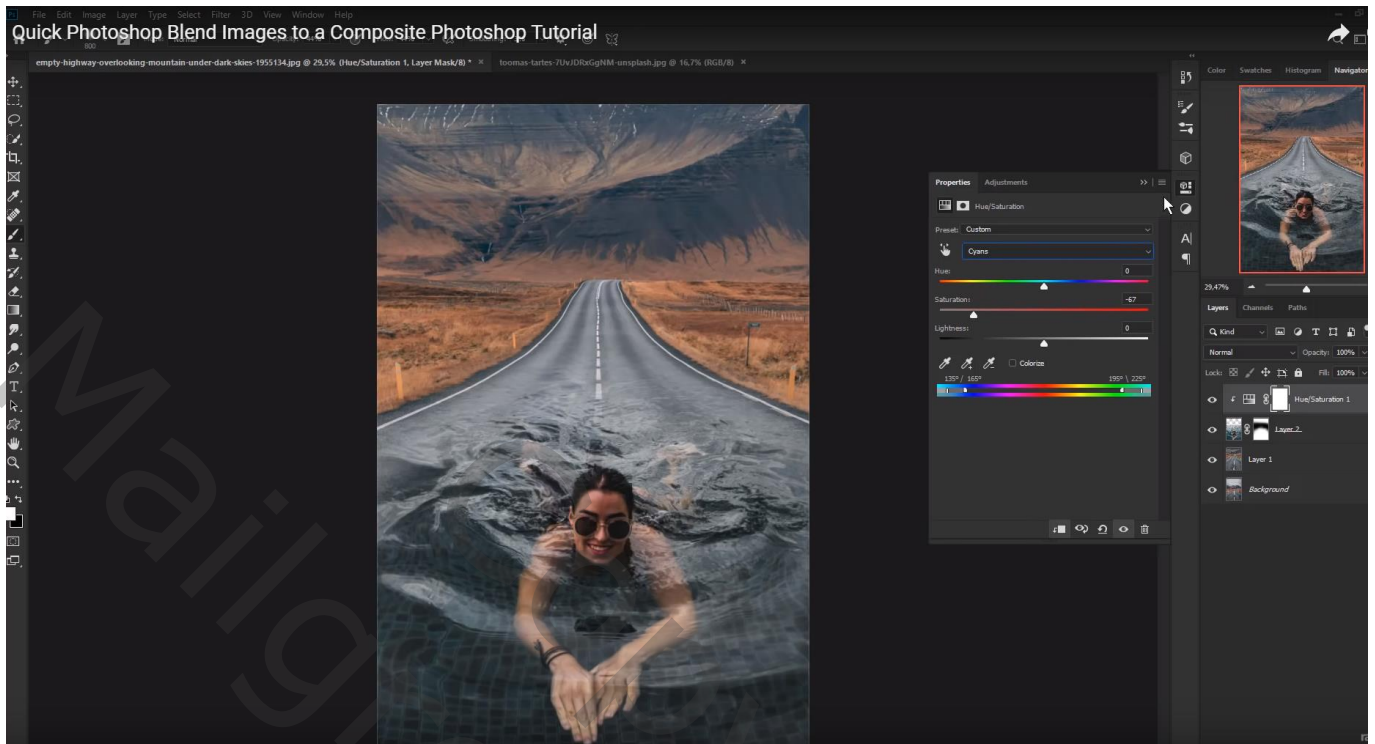 File Edit Image Layer Type Select Filter 3D View Window Help
Quick Photoshop Blend Images to a Composite Photoshop Tutorial
800
empty-highway-overlooking-mountain-under-dark-skies-1955134.jpg @ 29,5% (Hue/Saturation 1, Layer Mask/8) * × toomas-tartes-7UvJDRxGgNM-unsplash.jpg @ 16,7% (RGB/8) ×
Color Swatches Histogram Navigator
Properties Adjustments
Hue/Saturation
Preset: Custom
Cyans
Hue: 0
Saturation: -67
Lightness: 0
Colorize
135° / 165° 195° \ 225°
29,47%
Layers Channels Paths
Kind
Normal Opacity: 100%
Lock: Fill: 100%
Hue/Saturation 1
Layer 2
Layer 1
Background